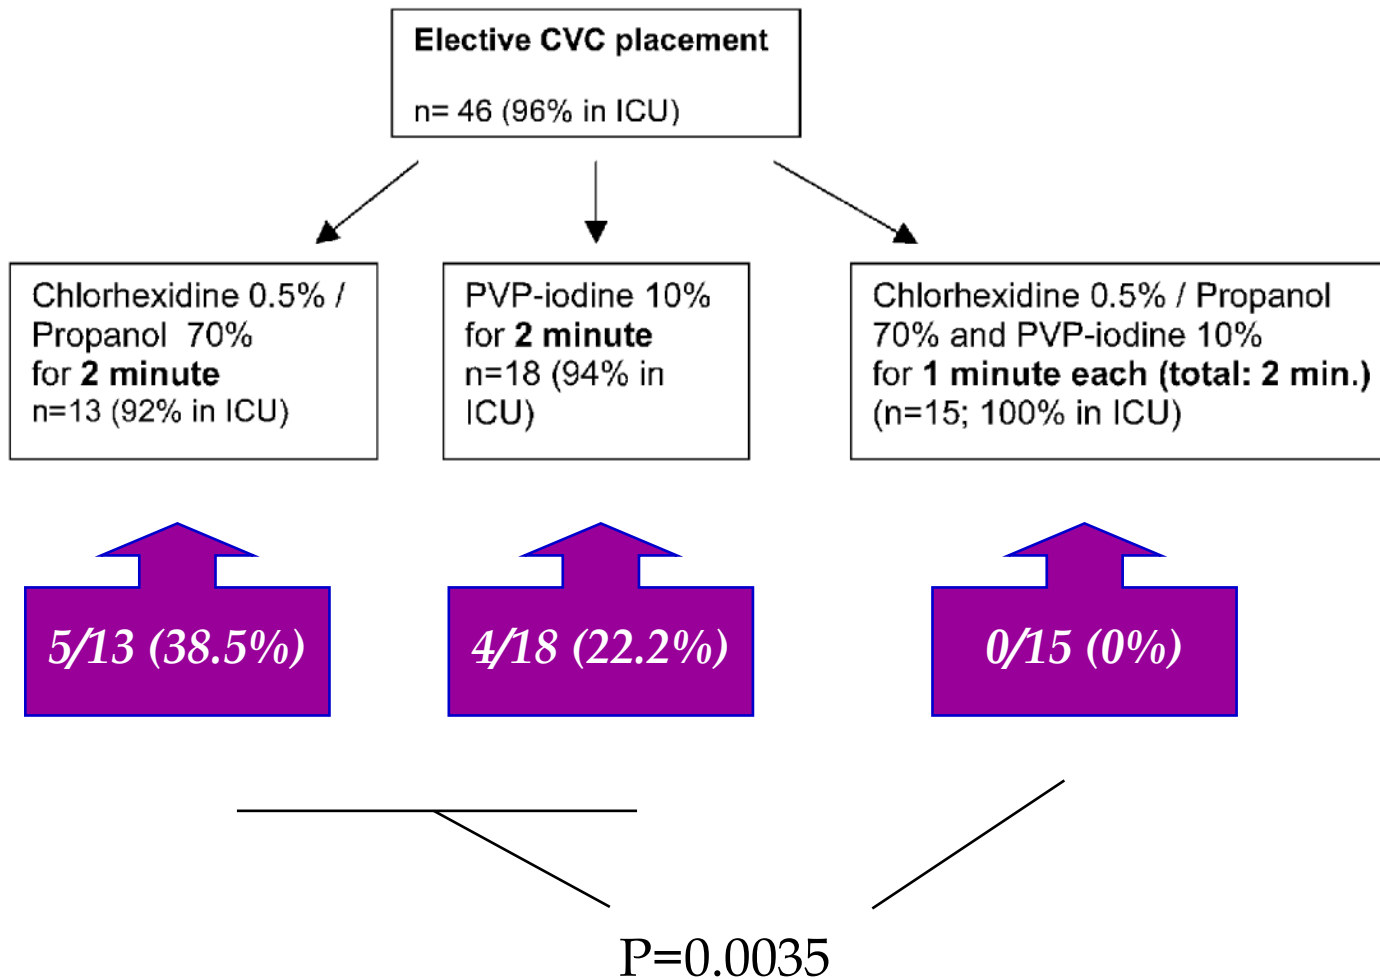 Elective CVC placement
n= 46 (96% in ICU)
Chlorhexidine 0.5% /
Propanol 70%
for 2 minute
n=13 (92% in ICU)
PVP-iodine 10%
for 2 minute
n=18 (94% in
ICU)
Chlorhexidine 0.5% / Propanol
70% and PVP-iodine 10%
for 1 minute each (total: 2 min.)
(n=15; 100% in ICU)
5/13 (38.5%)
4/18 (22.2%)
0/15 (0%)
P=0.0035